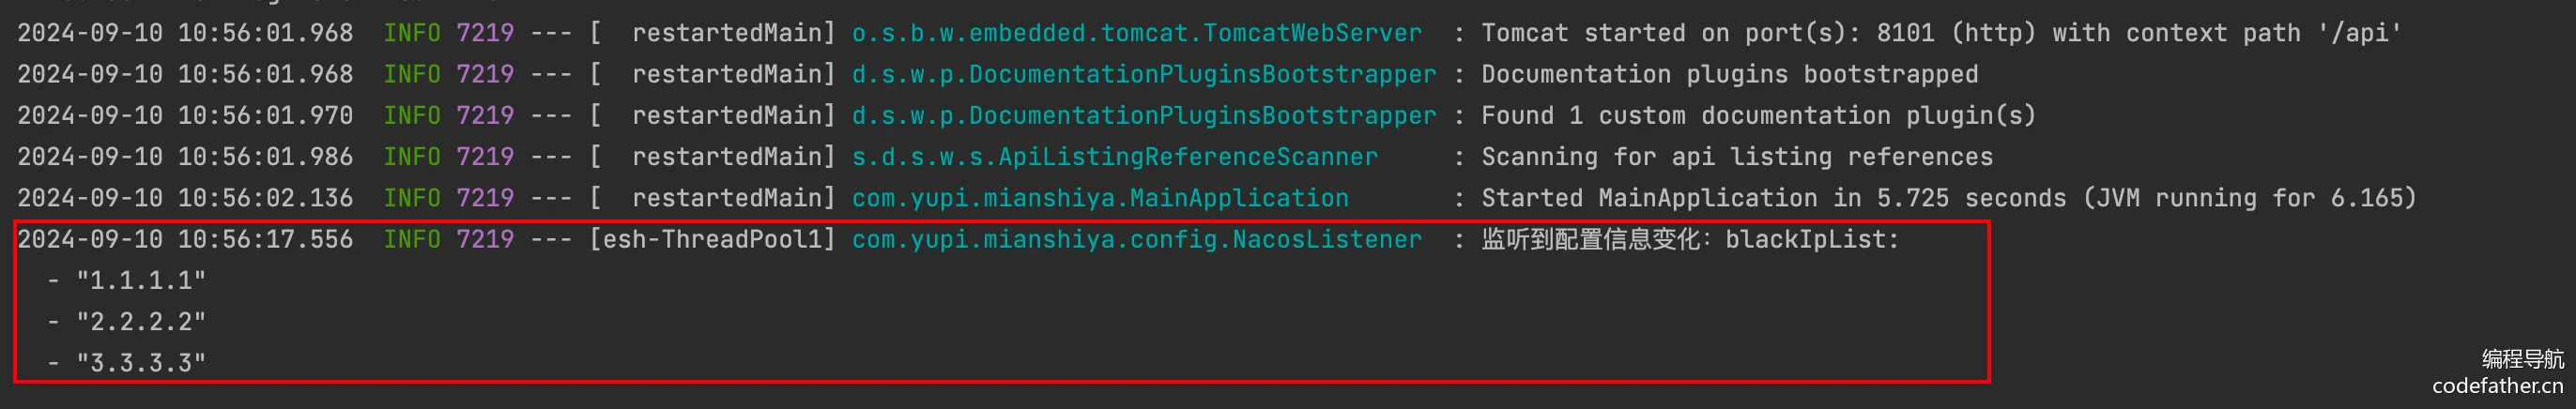 2024-09-10 10:56:01.968  INFO 7219 --- [  restartedMain] o.s.b.w.embedded.tomcat.TomcatWebServer  : Tomcat started on port(s): 8101 (http) with context path '/api'
2024-09-10 10:56:01.968  INFO 7219 --- [  restartedMain] d.s.w.p.DocumentationPluginsBootstrapper : Documentation plugins bootstrapped
2024-09-10 10:56:01.970  INFO 7219 --- [  restartedMain] d.s.w.p.DocumentationPluginsBootstrapper : Found 1 custom documentation plugin(s)
2024-09-10 10:56:01.986  INFO 7219 --- [  restartedMain] s.d.s.w.s.ApiListingReferenceScanner     : Scanning for api listing references
2024-09-10 10:56:02.136  INFO 7219 --- [  restartedMain] com.yupi.mianshiya.MainApplication       : Started MainApplication in 5.725 seconds (JVM running for 6.165)
2024-09-10 10:56:17.556  INFO 7219 --- [esh-ThreadPool1] com.yupi.mianshiya.config.NacosListener  : 监听到配置信息变化：blackIpList:
  - "1.1.1.1"
  - "2.2.2.2"
  - "3.3.3.3"
编程导航
codefather.cn